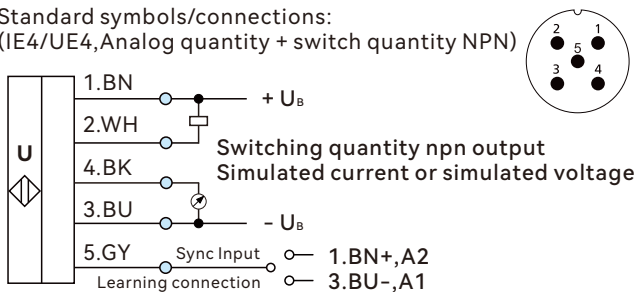 Standard symbols/connections:
(IE4/UE4,Analog quantity + switch quantity NPN)
2 1
5
3 4
1.BN
+ UB
2.WH
U
Switching quantity npn output
4.BK
Simulated current or simulated voltage
3.BU
- UB
5.GY
Sync Input
1.BN+,A2
Learning connection
3.BU-,A1